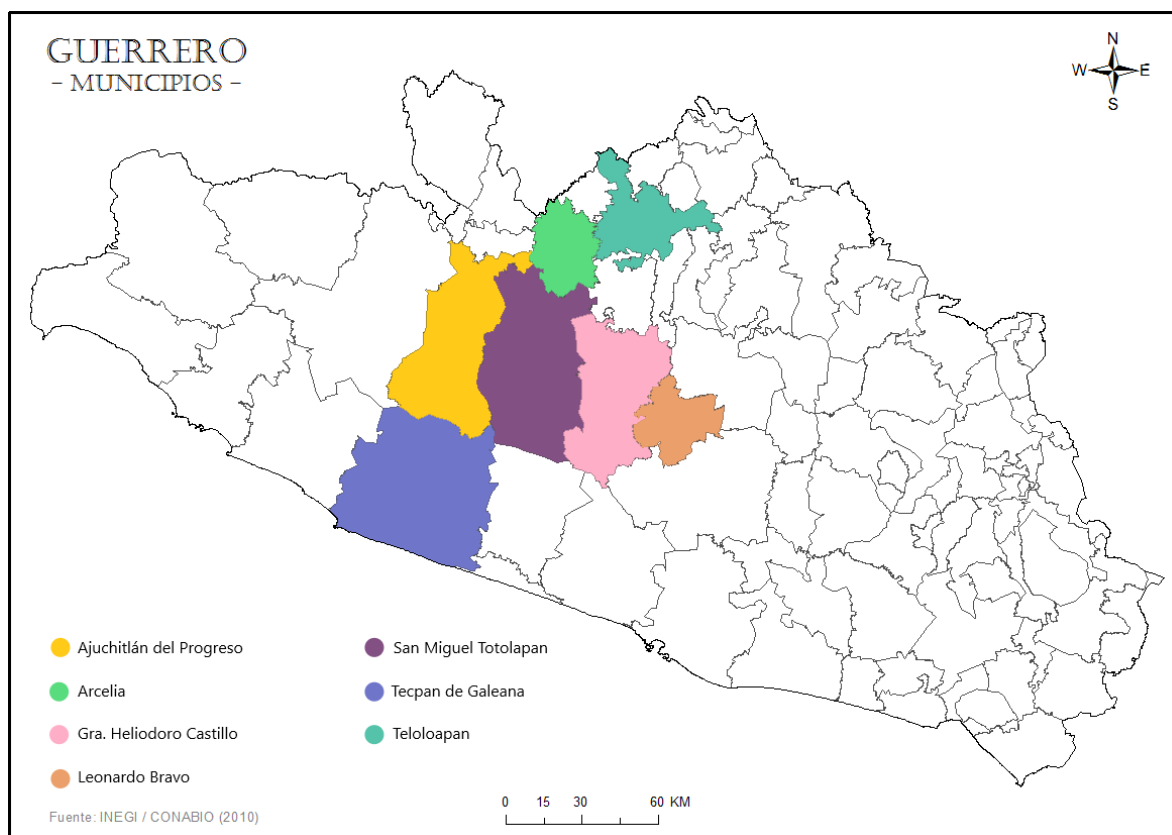 GUERRERO
- MUNICIPIOS -
N
W E
S
Ajuchitlán del Progreso
Arcelia
Gra. Heliodoro Castillo
Leonardo Bravo
San Miguel Totolapan
Tecpan de Galeana
Teloloapan
0 15 30 60 KM
Fuente: INEGI / CONABIO (2010)